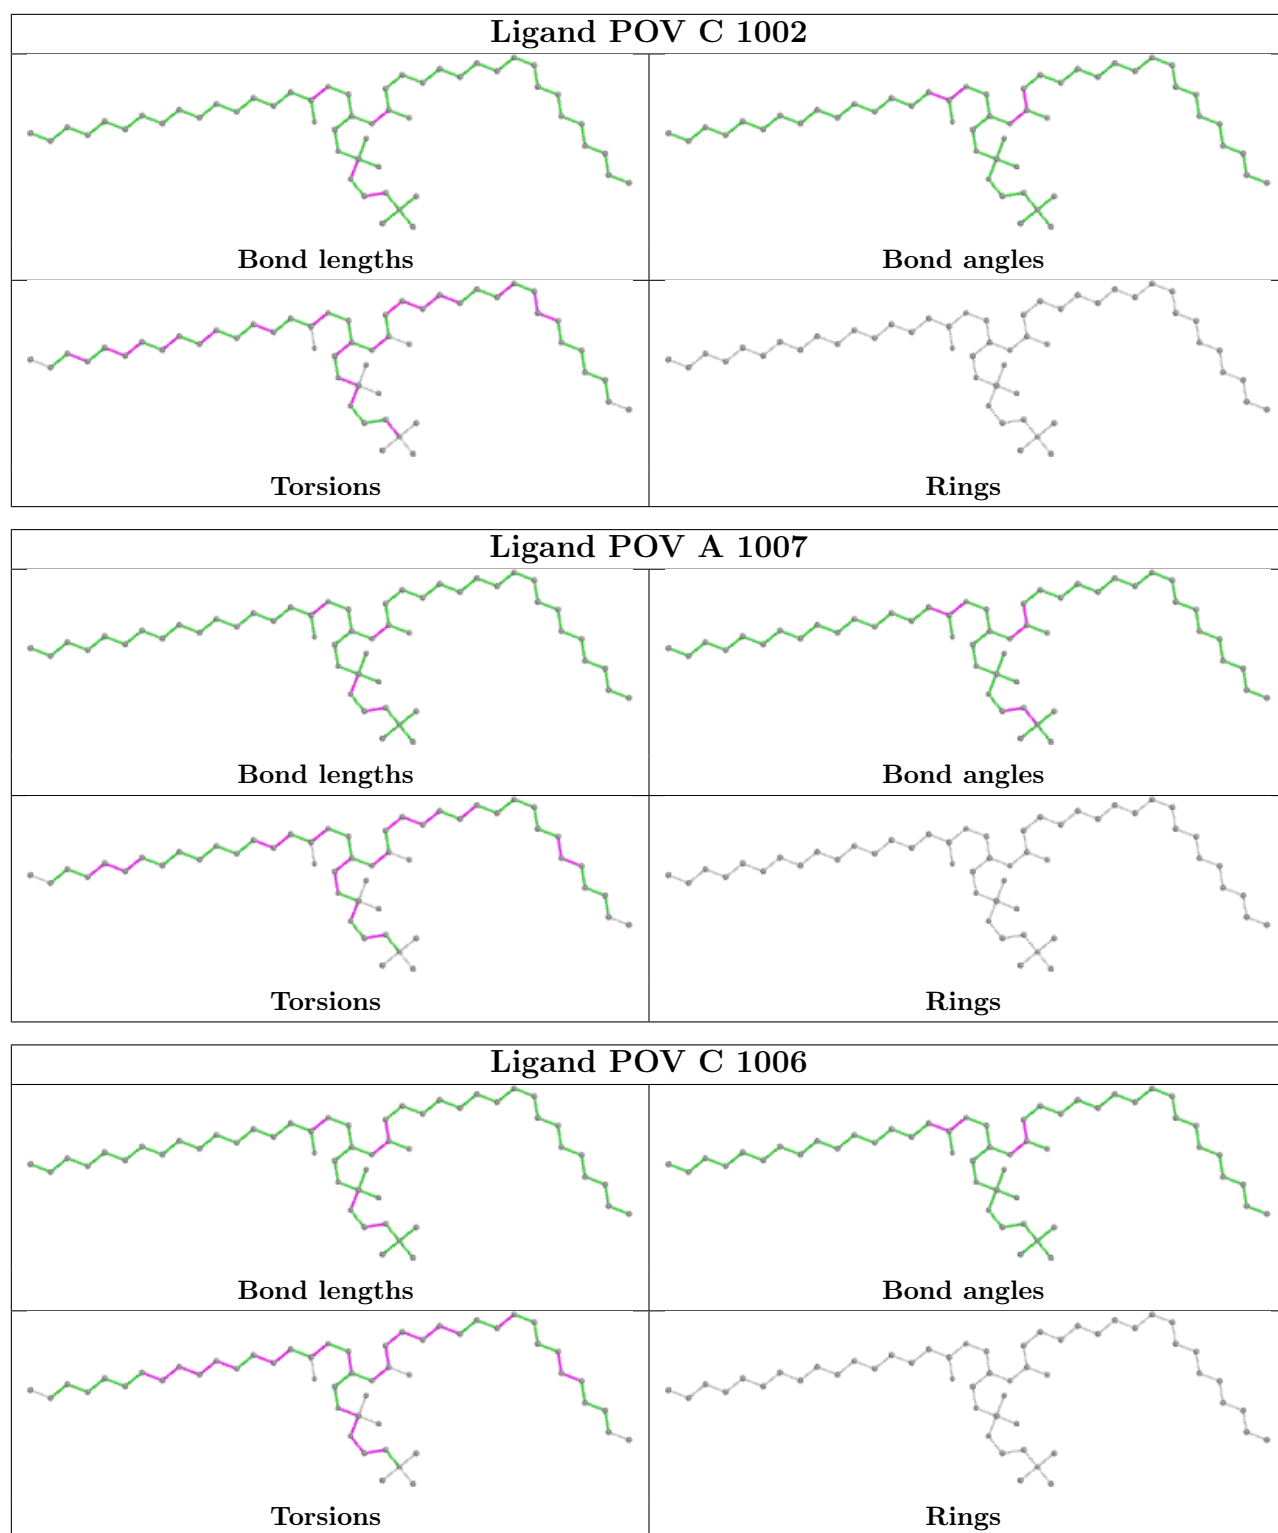 Ligand POV C 1002
Bond lengths
Bond angles
Torsions
Rings
Ligand POV A 1007
Bond lengths
Bond angles
Torsions
Rings
Ligand POV C 1006
Bond lengths
Bond angles
Torsions
Rings